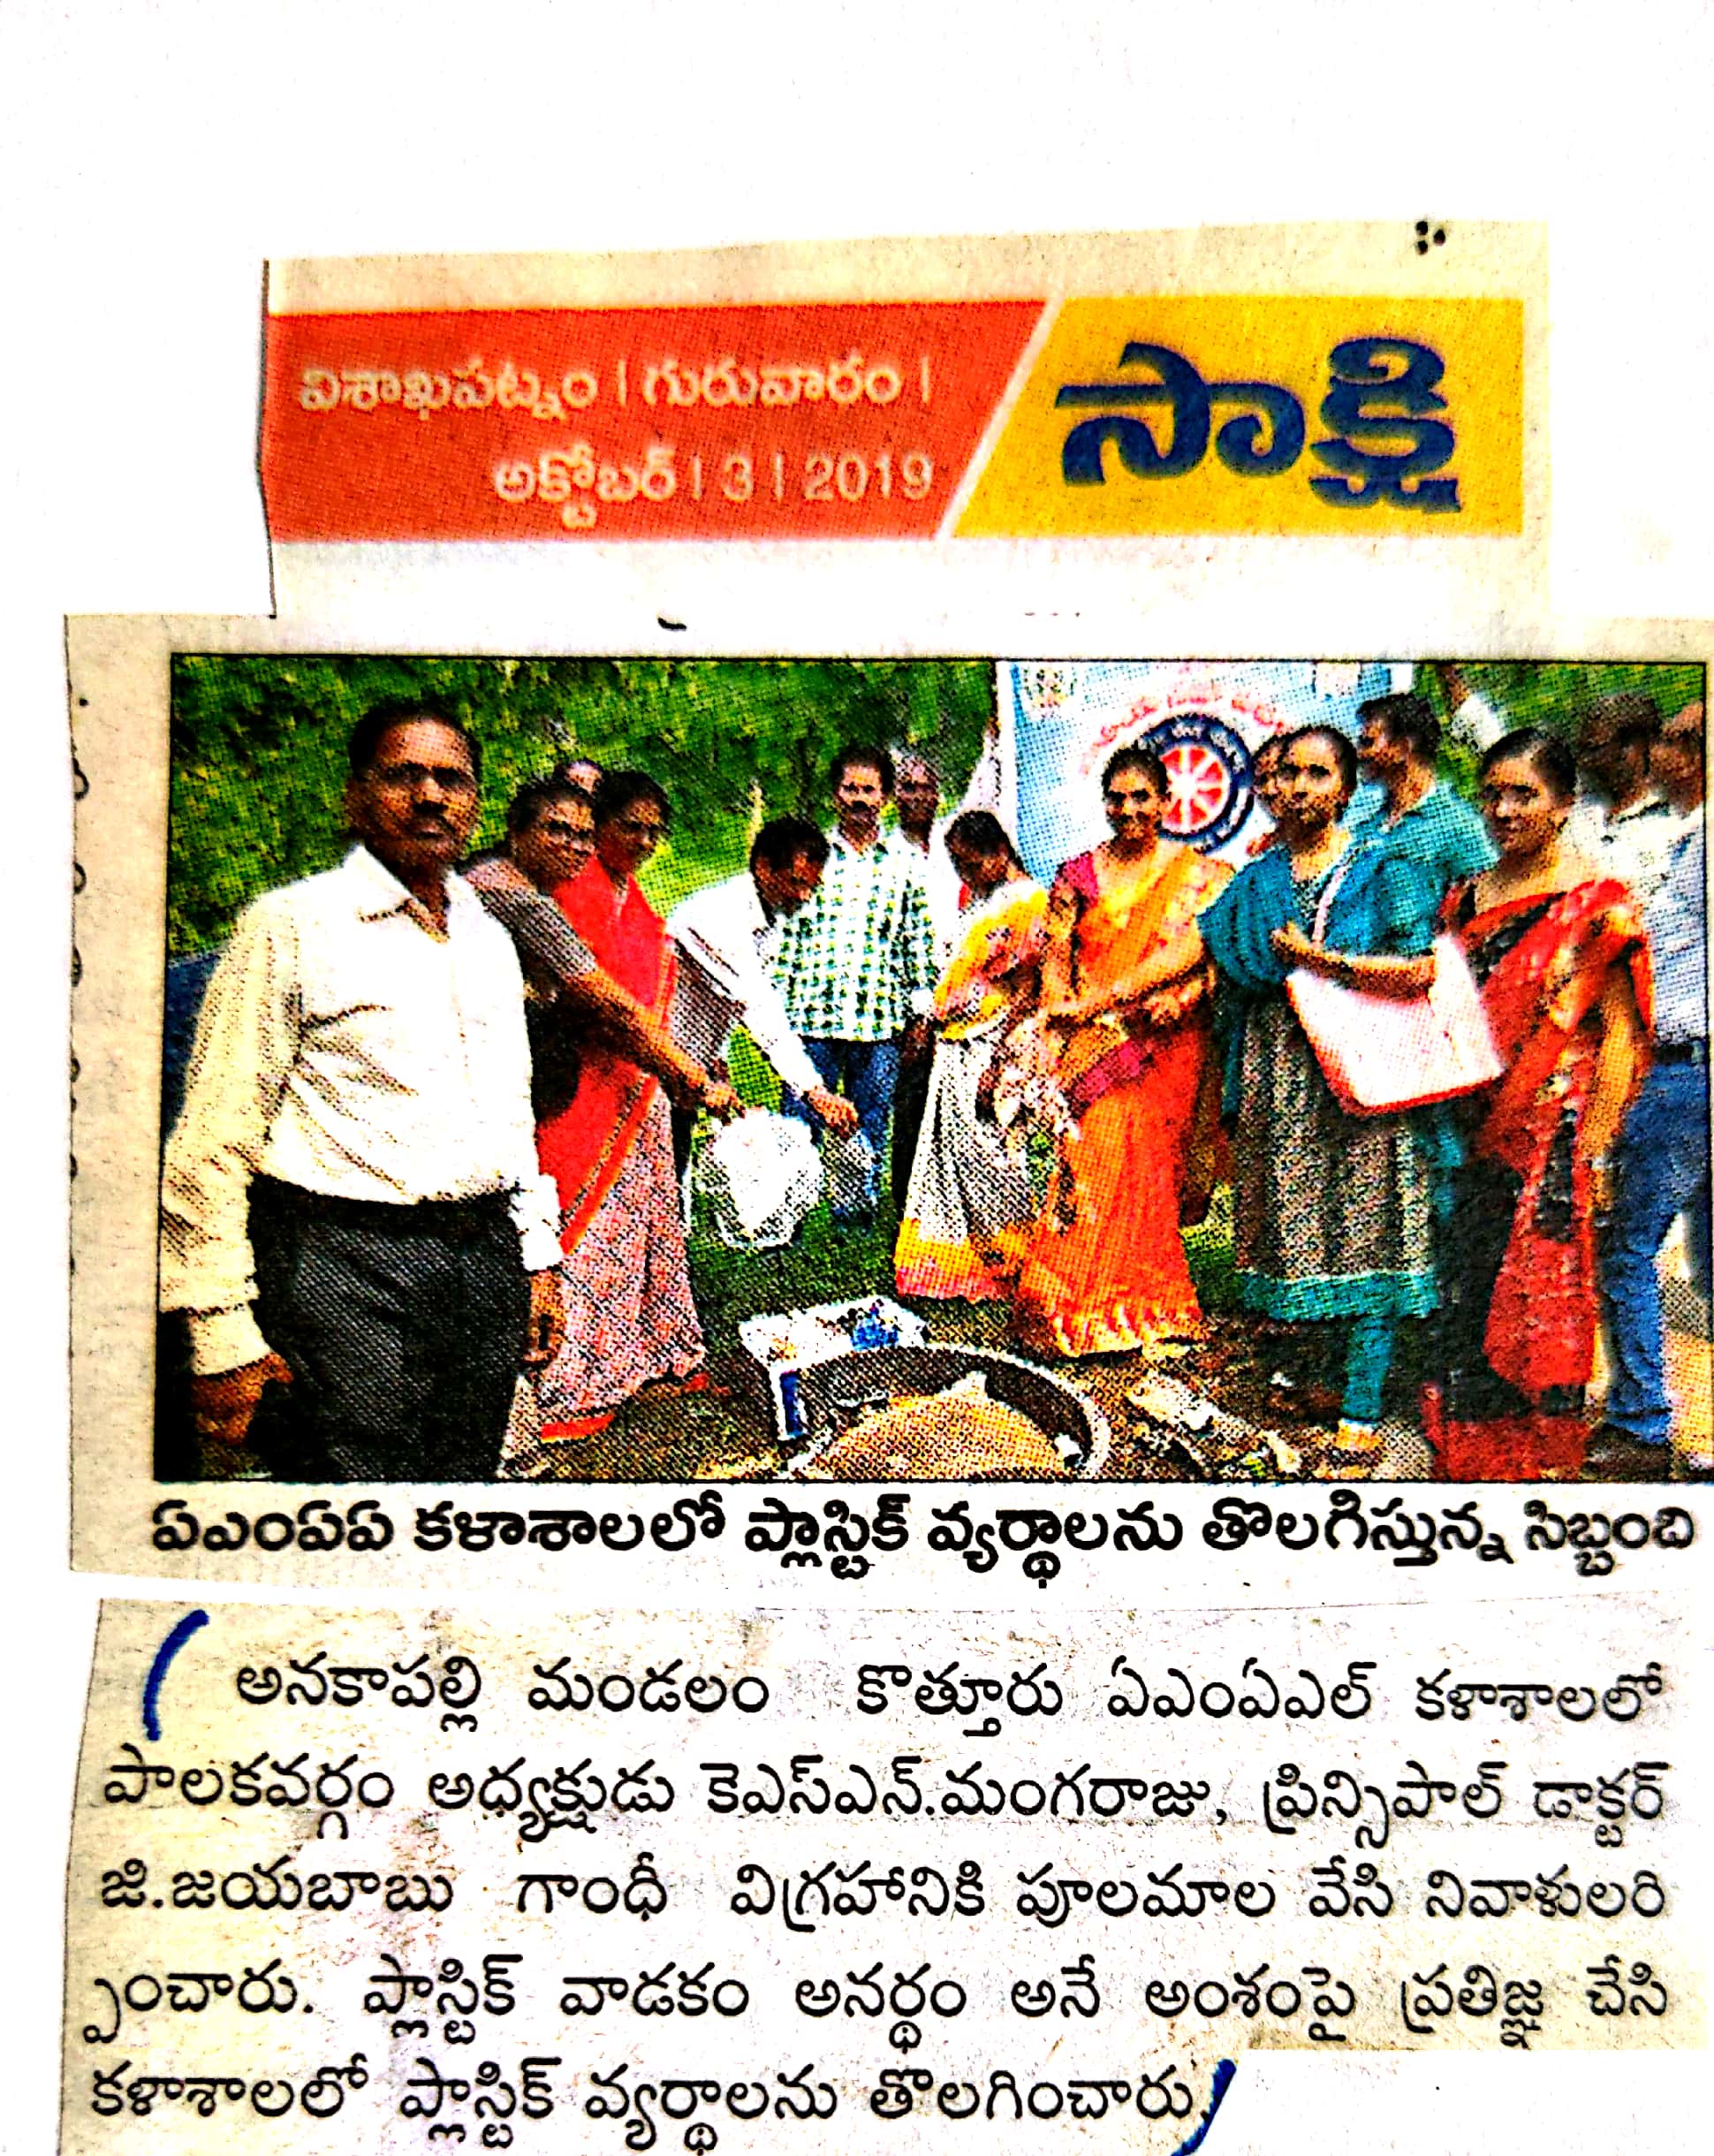 విశాఖపట్నం | గురువారం |
అక్టోబర్ | 3 | 2019
సాక్షి
ఏఎంఏఏ కళాశాలలో ప్లాస్టిక్ వ్యర్థాలను తొలగిస్తున్న సిబ్బంది
అనకాపల్లి మండలం కొత్తూరు ఏఎంఏఎల్ కళాశాలలో
పాలకవర్గం అధ్యక్షుడు కెఎస్ఎన్.మంగరాజు, ప్రిన్సిపాల్ డాక్టర్
జి.జయబాబు గాంధీ విగ్రహానికి పూలమాల వేసి నివాళులరి
్పంచారు. ప్లాస్టిక్ వాడకం అనర్థం అనే అంశంపై ప్రతిజ్ఞ చేసి
కళాశాలలో ప్లాస్టిక్ వ్యర్థాలను తొలగించారు.